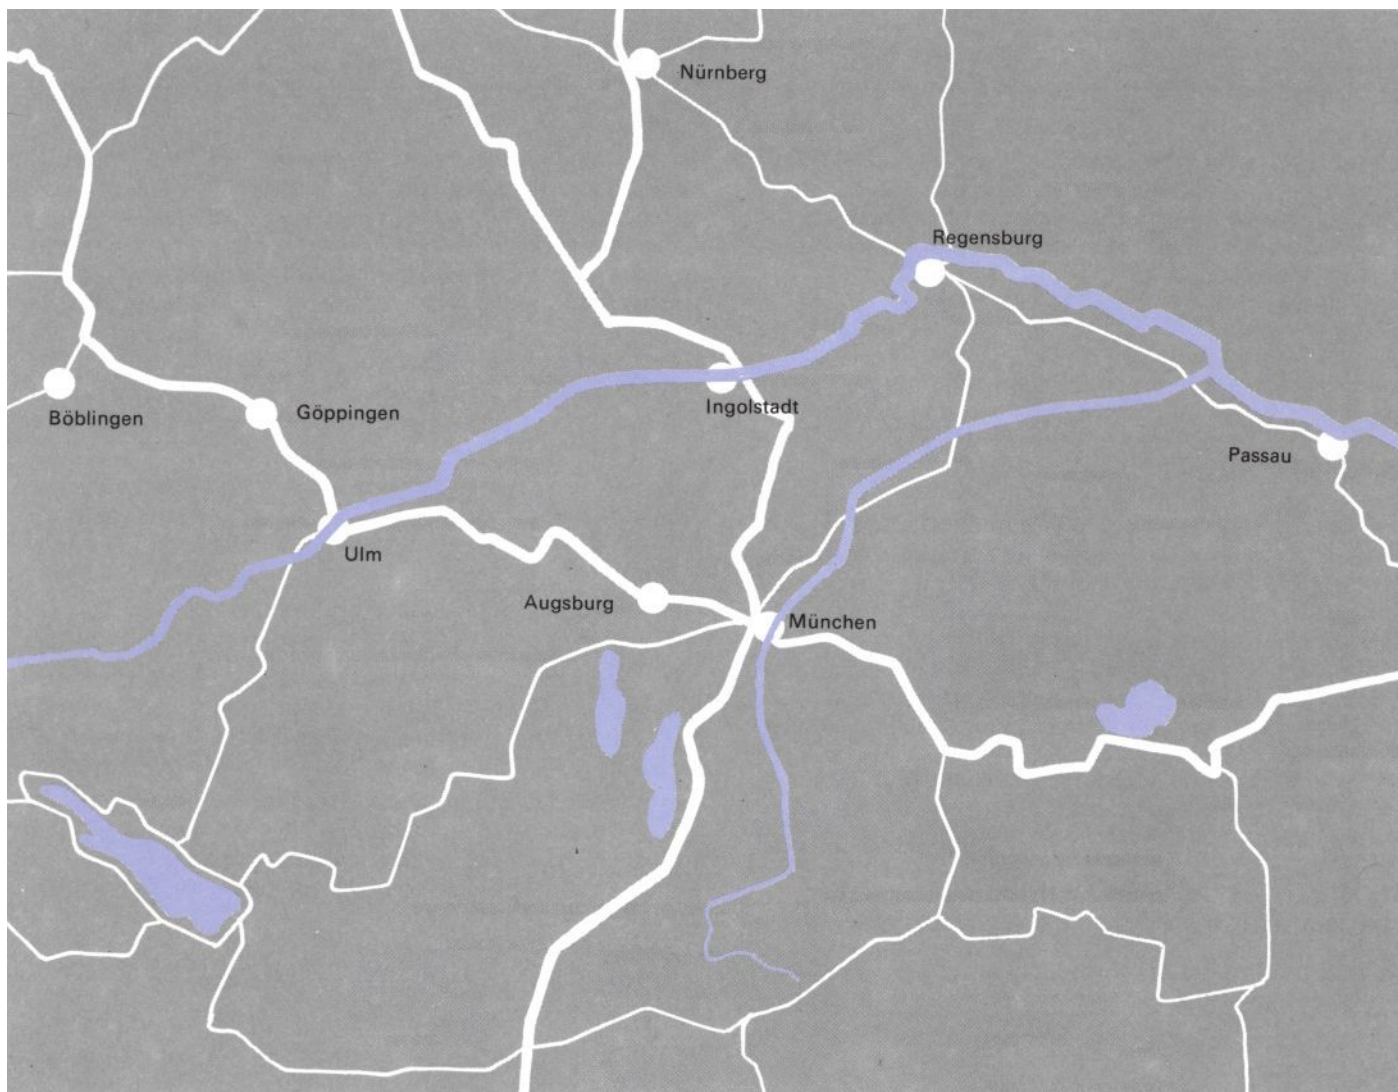 Nürnberg
Regensburg
Böblingen
Göppingen
Ingolstadt
Passau
Ulm
Augsburg
München